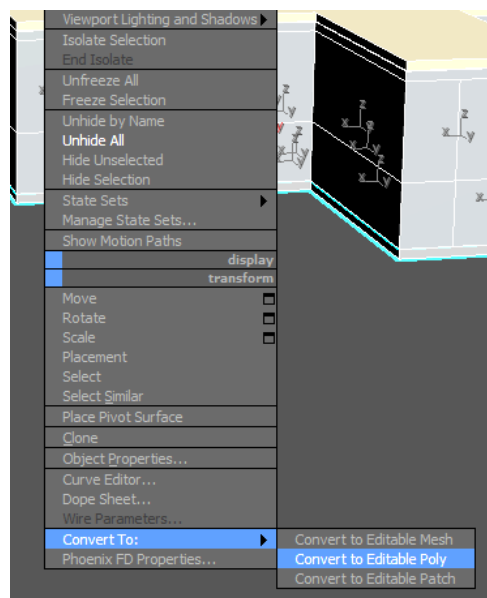 Viewport Lighting and Shadows
Isolate Selection
End Isolate
Unfreeze All
Freeze Selection
Unhide by Name
Unhide All
Hide Unselected
Hide Selection
State Sets
Manage State Sets...
Show Motion Paths
display
transform
Move
Rotate
Scale
Placement
Select
Select Similar
Place Pivot Surface
Clone
Object Properties...
Curve Editor...
Dope Sheet...
Wire Parameters...
Convert To:
Convert to Editable Mesh
Phoenix FD Properties...
Convert to Editable Poly
Convert to Editable Patch
z
y
z
x
y
x
z
x
y
x